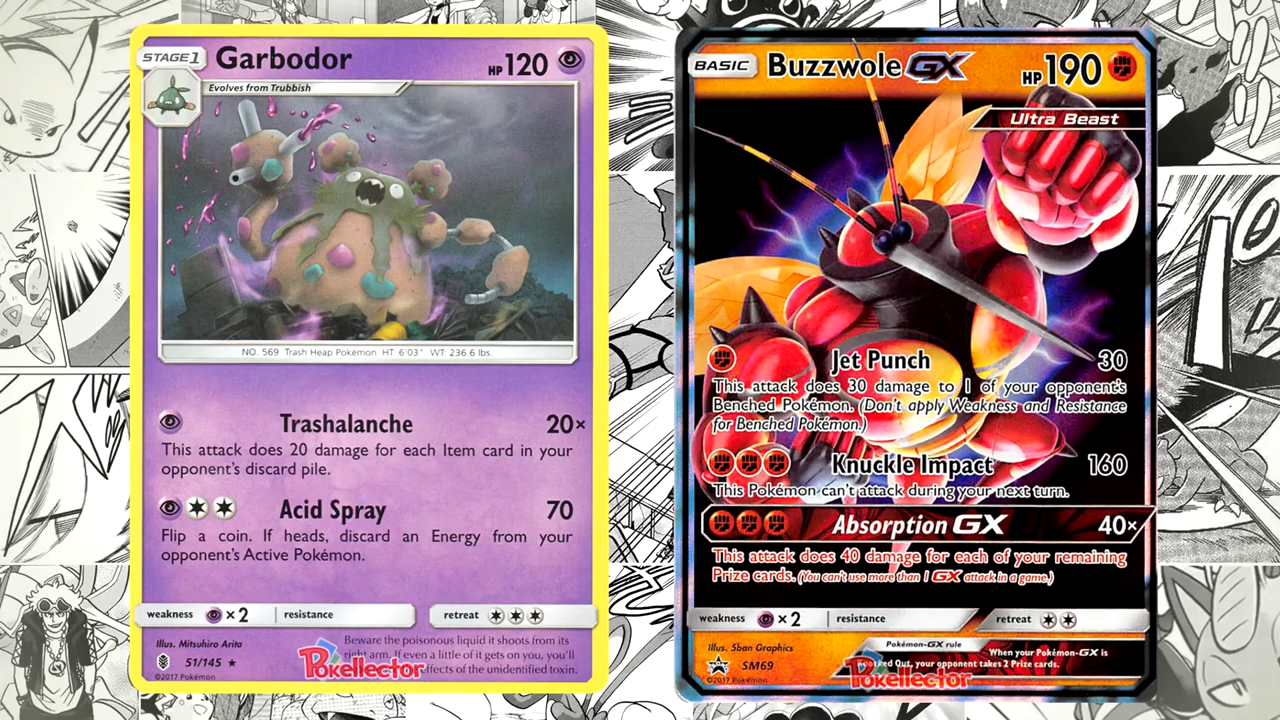 STAGE1
Garbodor
HP 120
Evolves from Trubbish
NO. 569 Trash Heap Pokémon HT: 6'03" WT: 236.6 lbs.
Trashalanche 20×
This attack does 20 damage for each Item card in your
opponent's discard pile.
Acid Spray 70
Flip a coin. If heads, discard an Energy from your
opponent's Active Pokémon.
weakness ×2 resistance retreat
Illus. Mitsuhiro Arita
51/145
©2017 Pokémon
Beware the poisonous liquid it shoots from its
right arm. If even a little of it gets on you, you'll
effects of the unidentified toxin.
Pokellector
BASIC
Buzzwole GX
HP 190
Ultra Beast
Jet Punch 30
This attack does 30 damage to 1 of your opponent's
Benched Pokémon. (Don't apply Weakness and Resistance
for Benched Pokémon.)
Knuckle Impact 160
This Pokémon can't attack during your next turn.
Absorption GX 40×
This attack does 40 damage for each of your remaining
Prize cards. (You can't use more than 1 GX attack in a game.)
weakness ×2 resistance retreat
Illus. 5ban Graphics
SM69
©2017 Pokémon
Pokémon-GX rule
When your Pokémon-GX is
Out, your opponent takes 2 Prize cards.
Pokellector